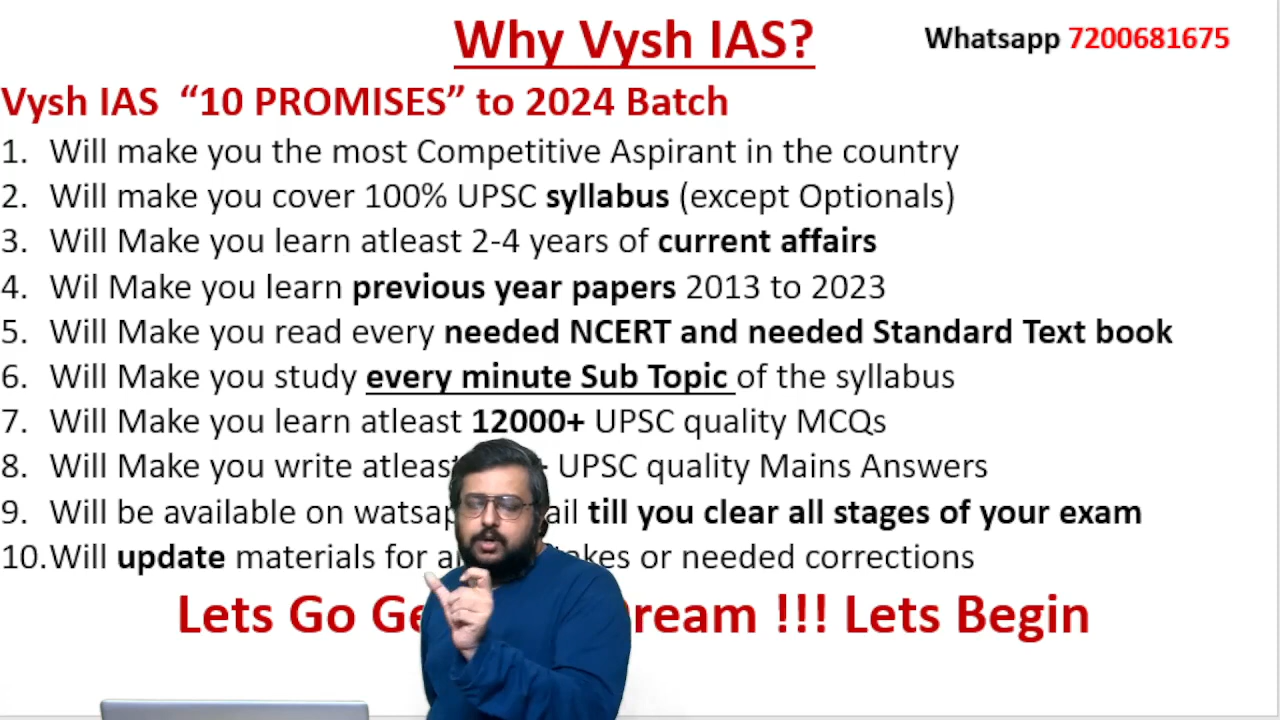 Why Vysh IAS?
Whatsapp 7200681675
Vysh IAS “10 PROMISES” to 2024 Batch
1. Will make you the most Competitive Aspirant in the country
2. Will make you cover 100% UPSC syllabus (except Optionals)
3. Will Make you learn atleast 2-4 years of current affairs
4. Wil Make you learn previous year papers 2013 to 2023
5. Will Make you read every needed NCERT and needed Standard Text book
6. Will Make you study every minute Sub Topic of the syllabus
7. Will Make you learn atleast 12000+ UPSC quality MCQs
8. Will Make you write atleast UPSC quality Mains Answers
9. Will be available on till you clear all stages of your exam
10. Will update materials for or needed corrections
Lets Go !!! Lets Begin